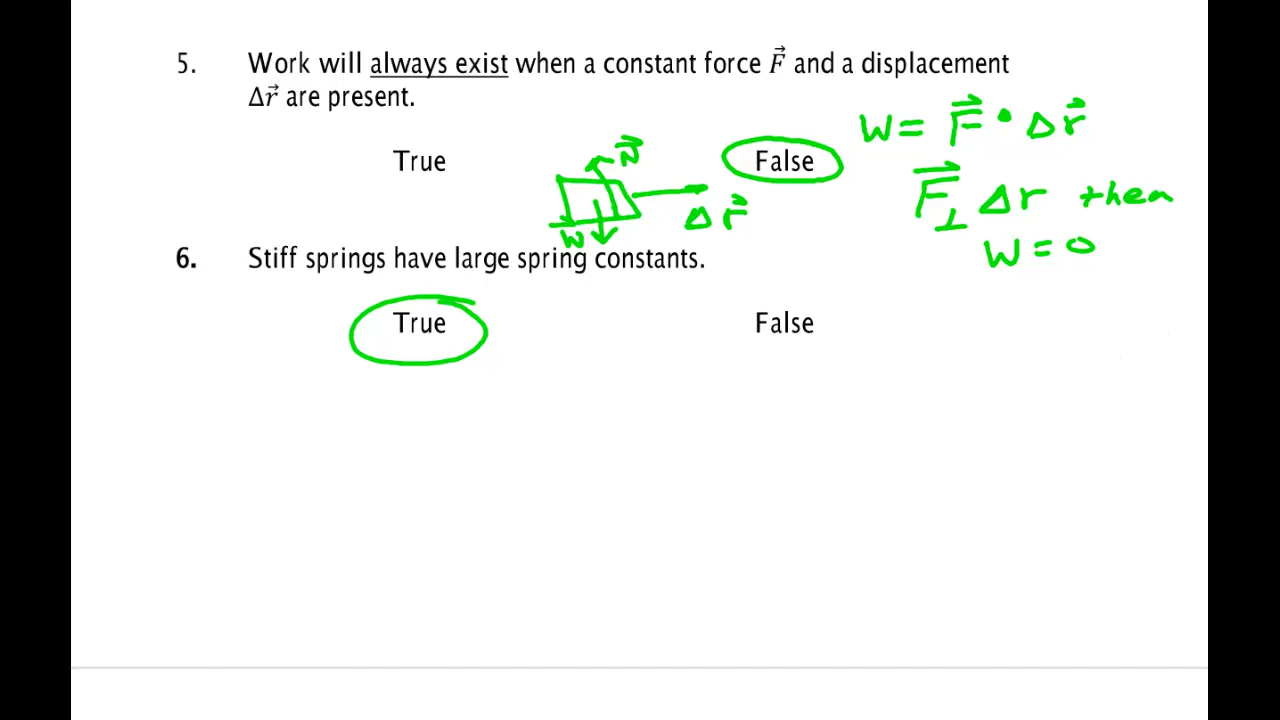 5. Work will always exist when a constant force F⃗ and a displacement
Δr⃗ are present.
W = F⃗ • Δr⃗
True False
N⃗
F⃗⊥ Δr then
Δr⃗
W
W = 0
6. Stiff springs have large spring constants.
True False